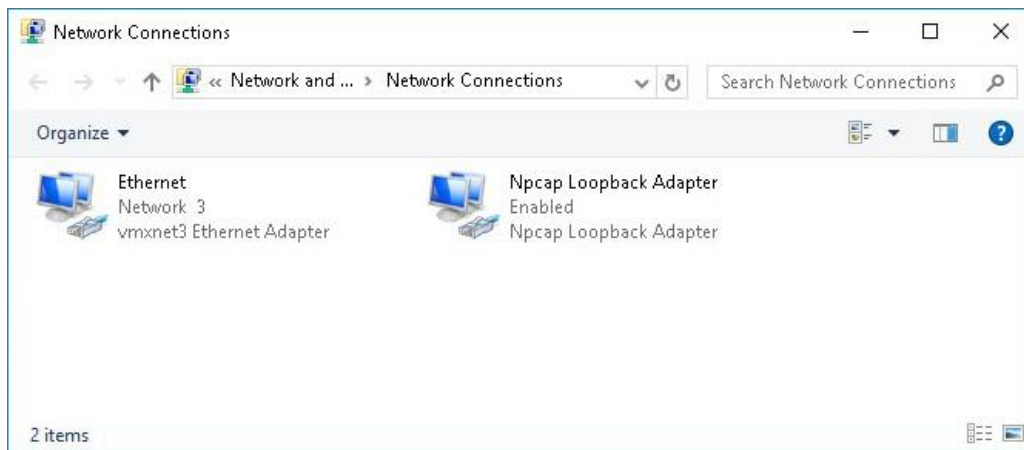 Network Connections
« Network and ... › Network Connections
Search Network Connections
Organize
Ethernet
Network 3
vmxnet3 Ethernet Adapter
Npcap Loopback Adapter
Enabled
Npcap Loopback Adapter
2 items